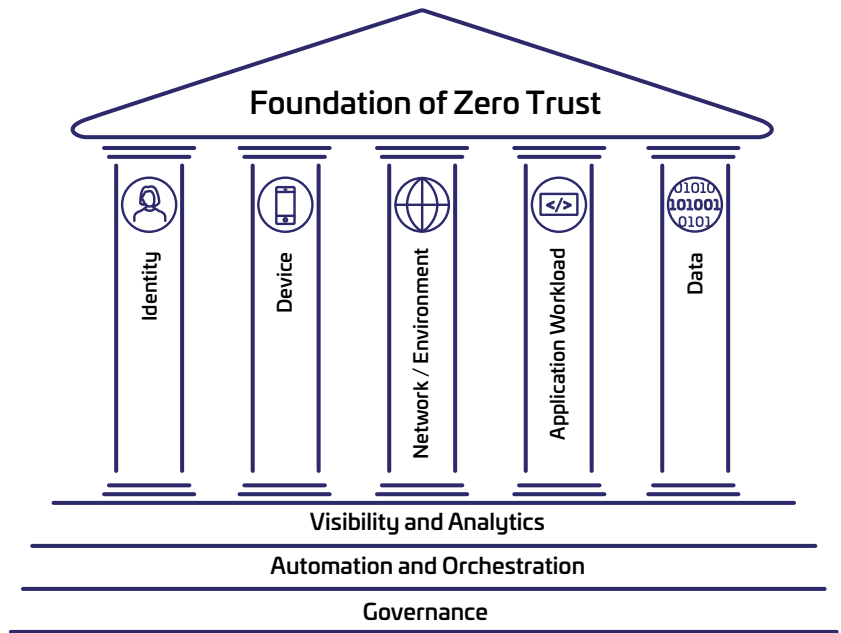 Foundation of Zero Trust
Identity
Device
Network / Environment
Application Workload
Data
</>
01010
101001
0101
Visibility and Analytics
Automation and Orchestration
Governance